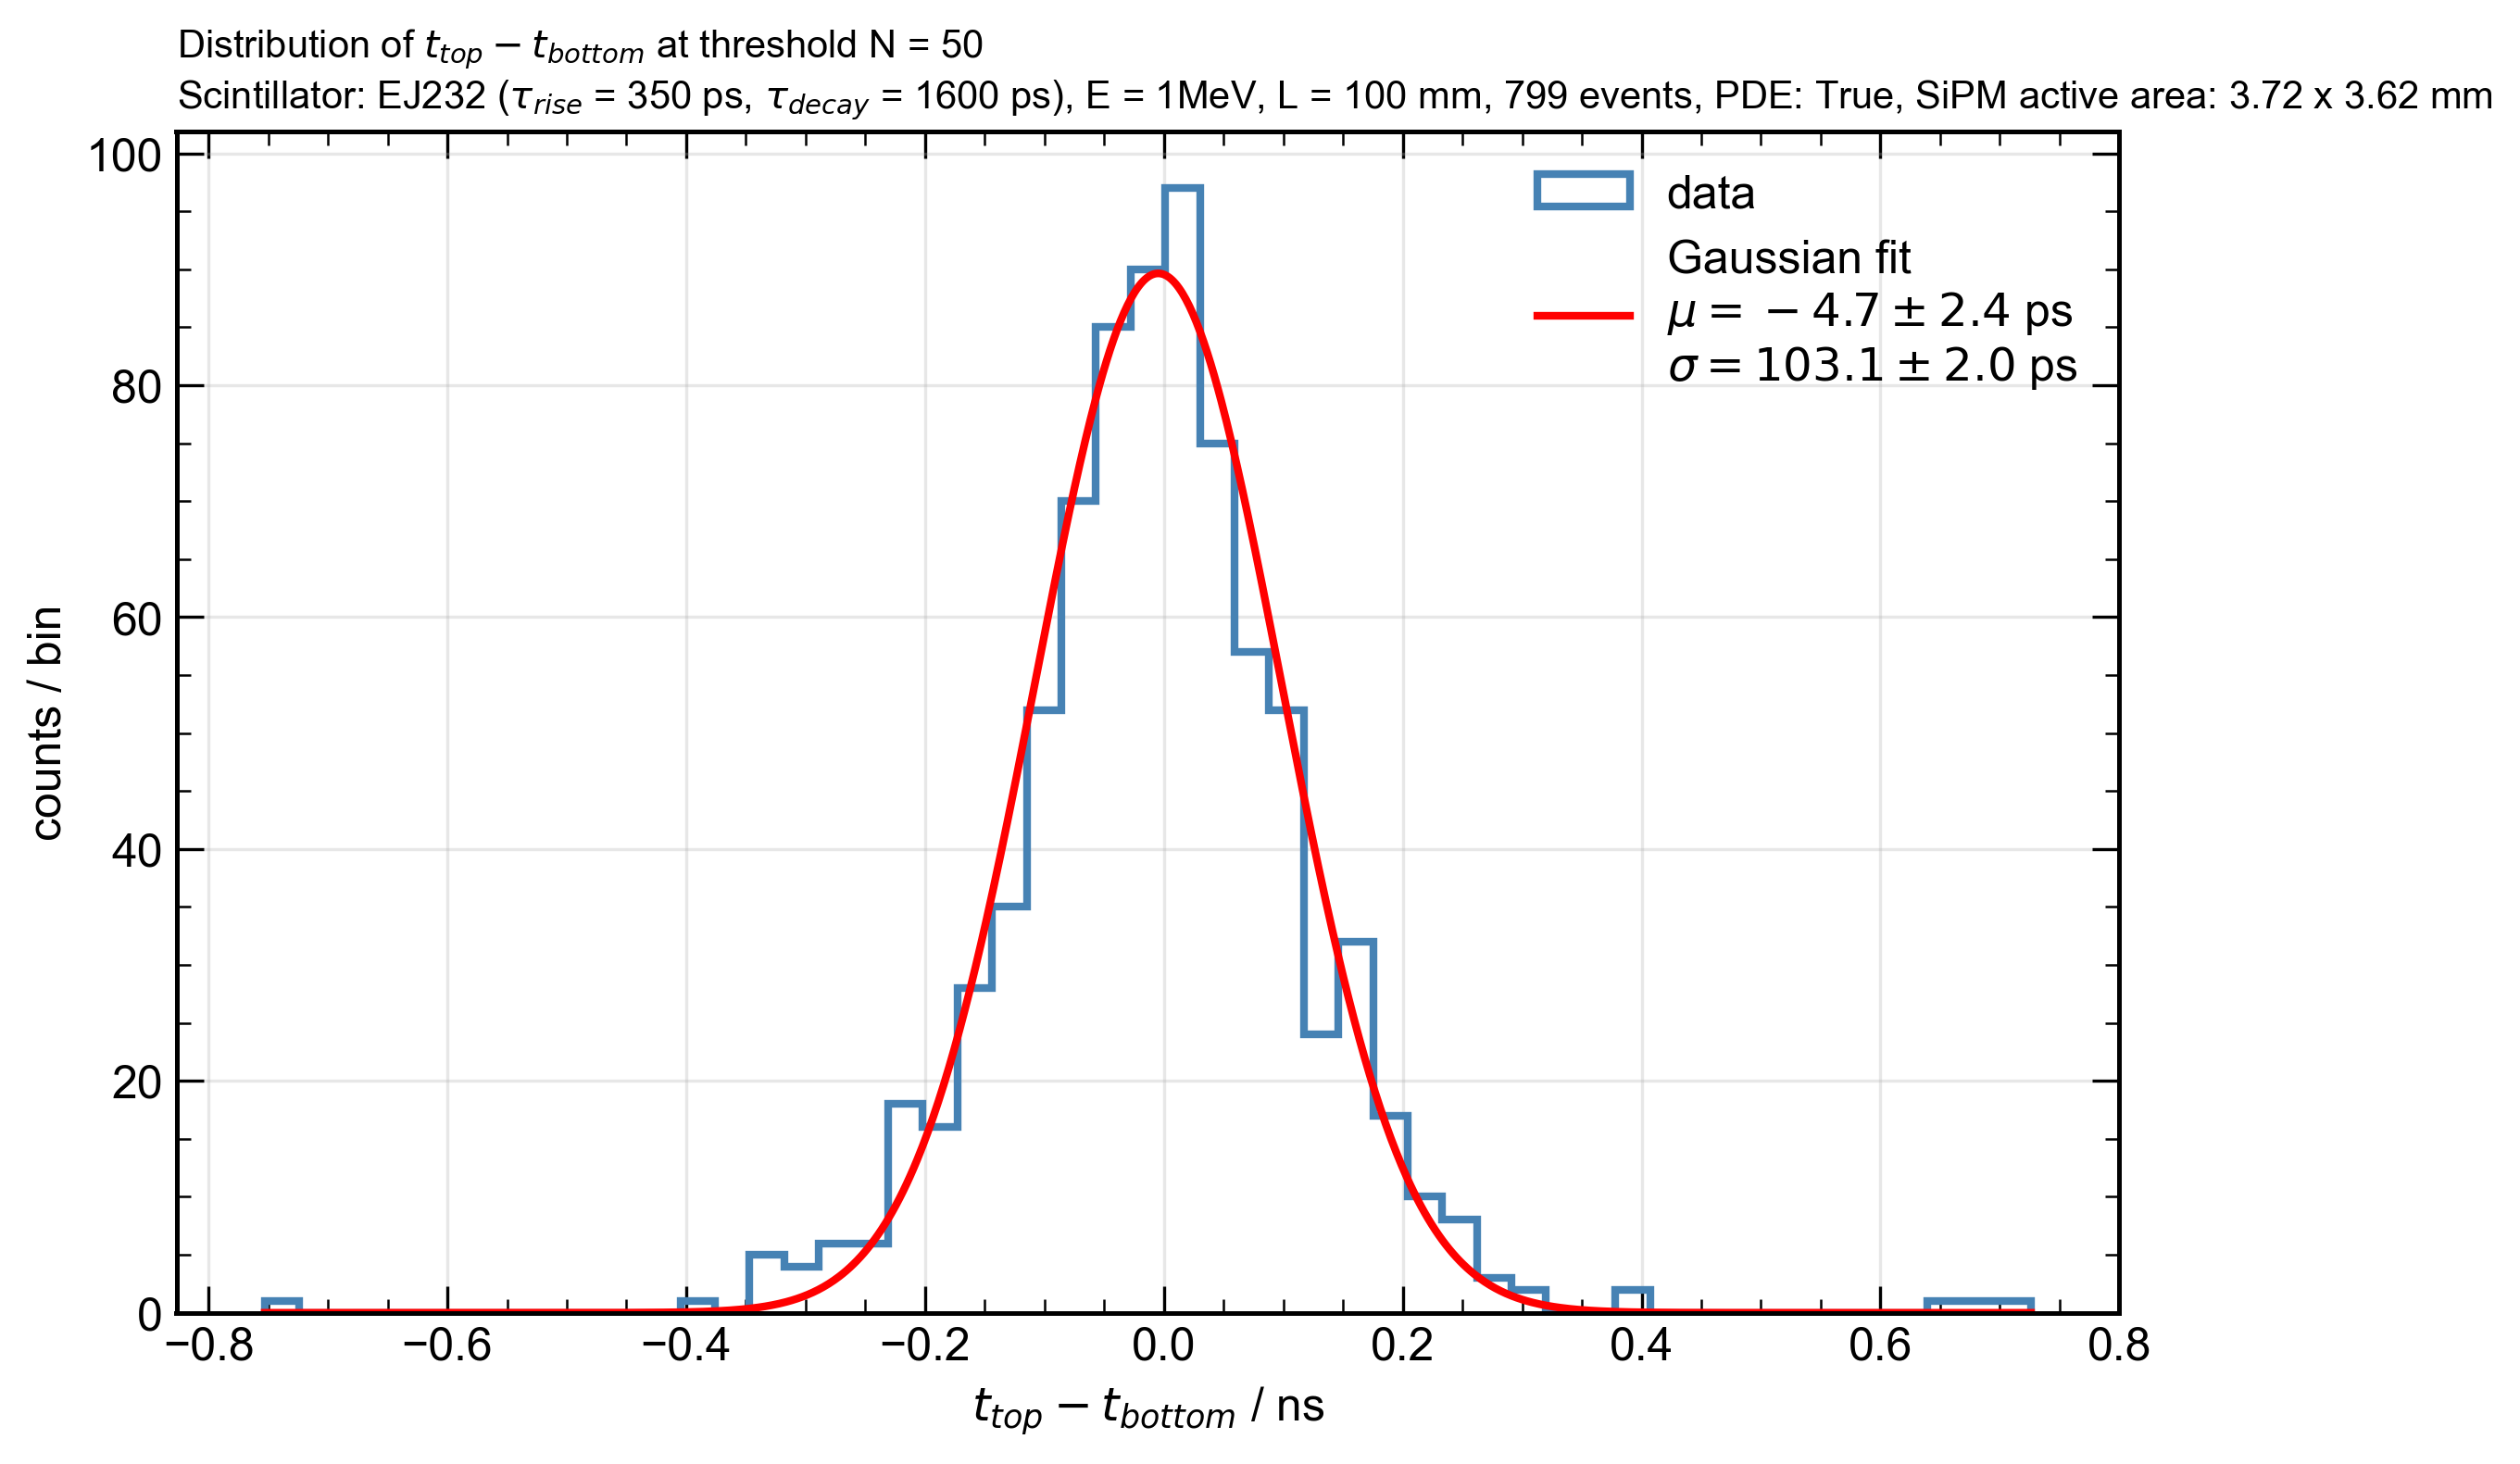 Distribution of t_top − t_bottom at threshold N = 50
Scintillator: EJ232 (τ_rise = 350 ps, τ_decay = 1600 ps), E = 1MeV, L = 100 mm, 799 events, PDE: True, SiPM active area: 3.72 x 3.62 mm
data
Gaussian fit
μ = − 4.7 ± 2.4 ps
σ = 103.1 ± 2.0 ps
counts / bin
100
80
60
40
20
0
−0.8 −0.6 −0.4 −0.2 0.0 0.2 0.4 0.6 0.8
t_top − t_bottom / ns